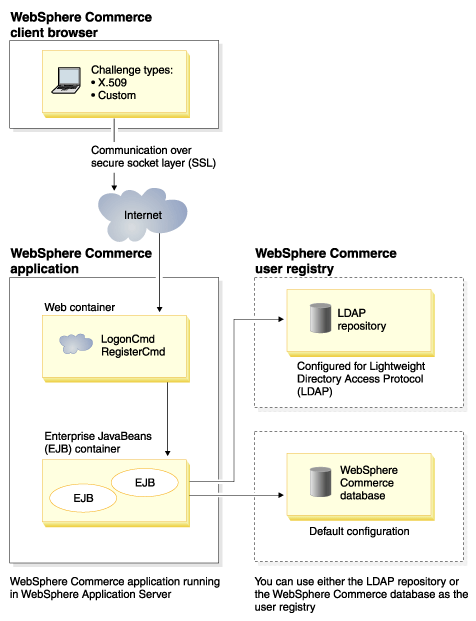 WebSphere Commerce
client browser
Challenge types:
• X.509
• Custom
Communication over
secure socket layer (SSL)
Internet
WebSphere Commerce
application
Web container
LogonCmd
RegisterCmd
Enterprise JavaBeans
(EJB) container
EJB
EJB
WebSphere Commerce application running
in WebSphere Application Server
WebSphere Commerce
user registry
LDAP
repository
Configured for Lightweight
Directory Access Protocol
(LDAP)
WebSphere
Commerce
database
Default configuration
You can use either the LDAP repository or
the WebSphere Commerce database as the
user registry